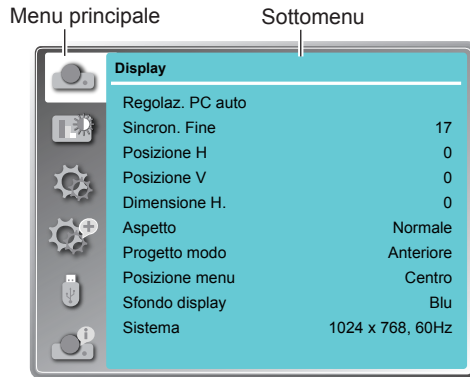 Menu principale
Sottomenu
Display
Regolaz. PC auto
Sincron. Fine 17
Posizione H 0
Posizione V 0
Dimensione H. 0
Aspetto Normale
Progetto modo Anteriore
Posizione menu Centro
Sfondo display Blu
Sistema 1024 x 768, 60Hz